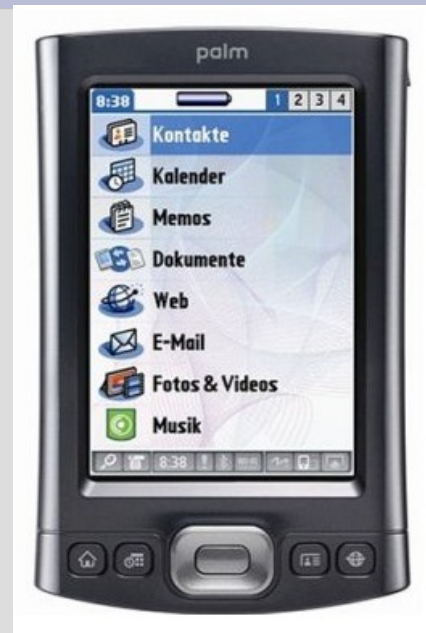 palm
8:38 1 2 3 4
Kontakte
Kalender
Memos
Dokumente
Web
E-Mail
Fotos & Videos
Musik
8:38